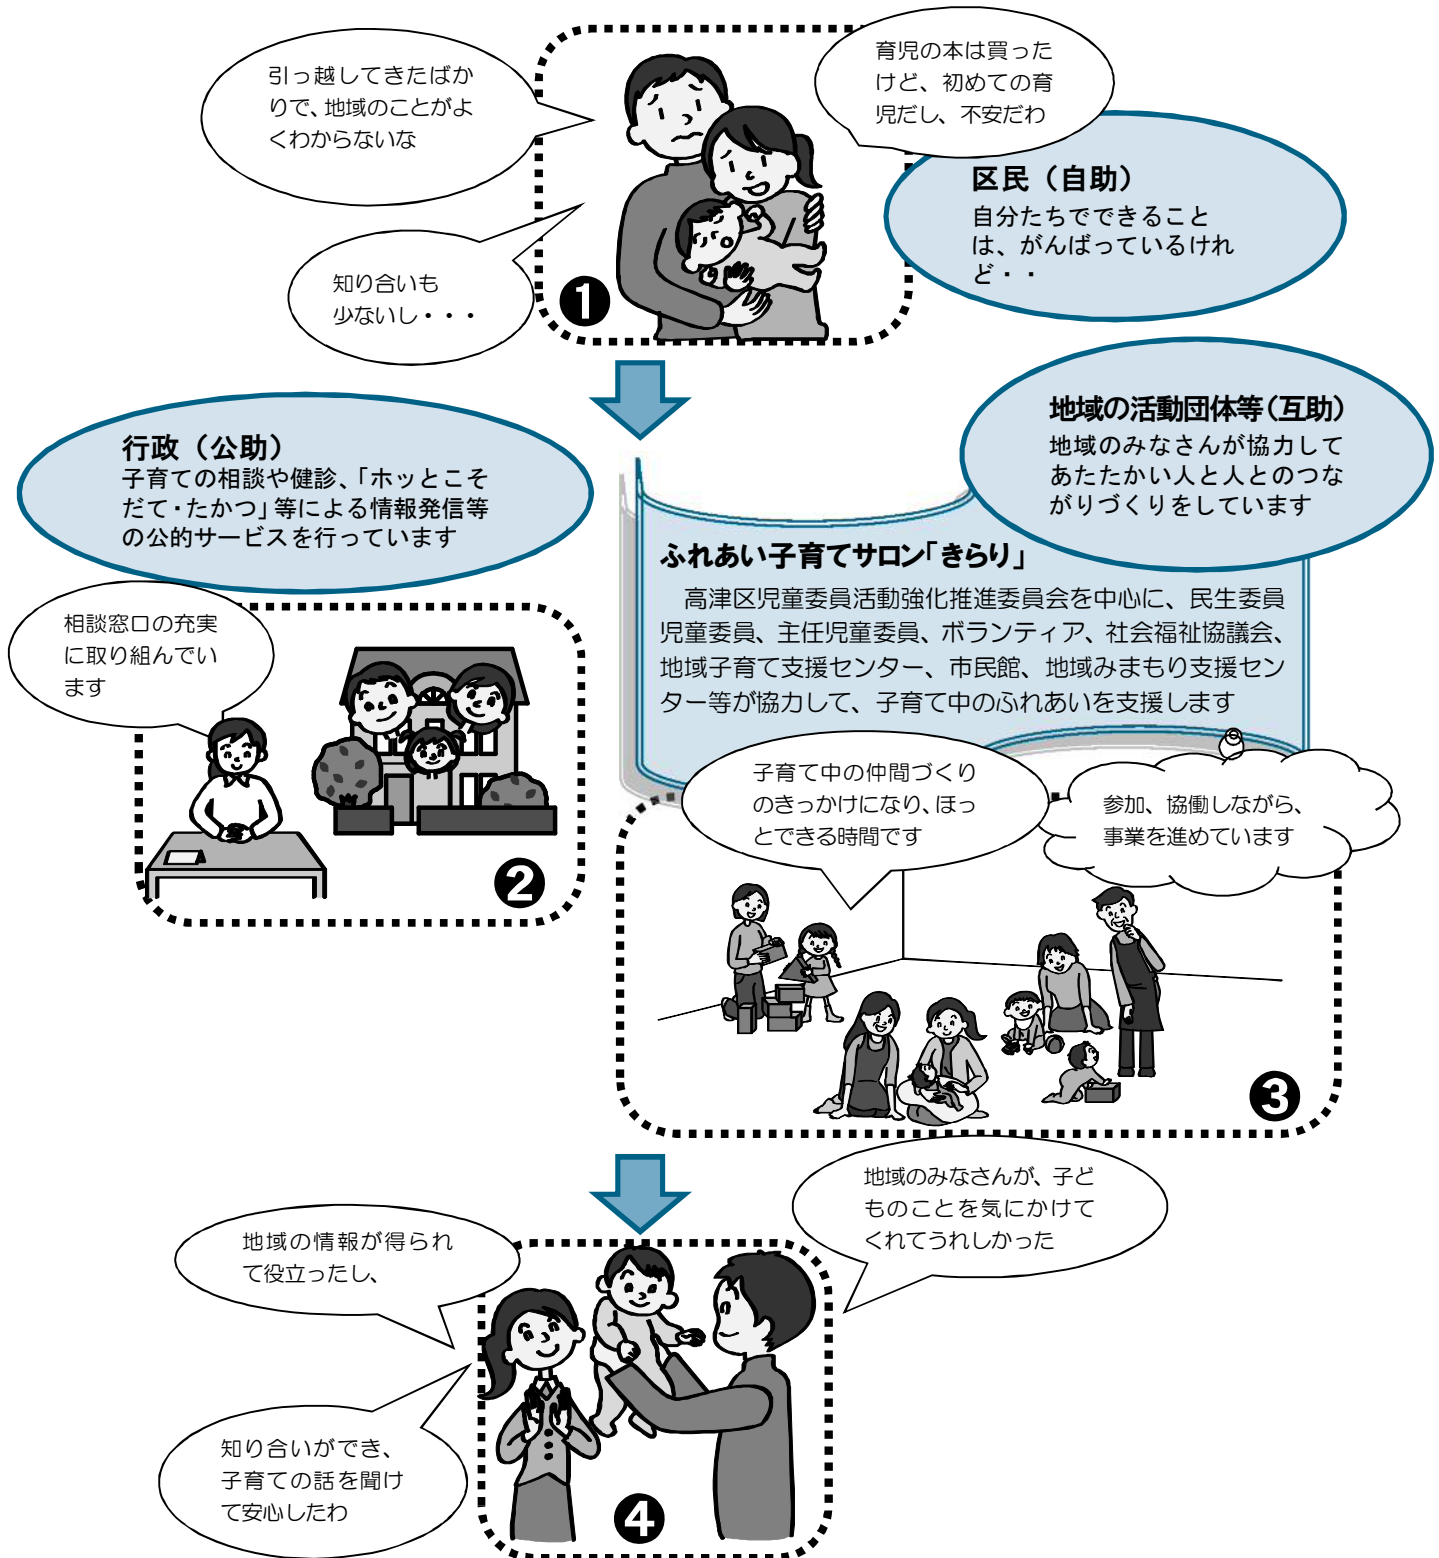 引っ越してきたばか
りで、地域のことがよ
くわからないな
育児の本は買った
けど、初めての育
児だし、不安だわ
知り合いも
少ないし・・・
❶
区民（自助）
自分たちでできること
は、がんばっているけれ
ど・・
行政（公助）
子育ての相談や健診、「ホッとこそ
だて・たかつ」等による情報発信等
の公的サービスを行っています
相談窓口の充実
に取り組んでい
ます
❷
地域の活動団体等（互助）
地域のみなさんが協力して
あたたかい人と人とのつな
がりづくりをしています
ふれあい子育てサロン「きらり」
高津区児童委員活動強化推進委員会を中心に、民生委員
児童委員、主任児童委員、ボランティア、社会福祉協議会、
地域子育て支援センター、市民館、地域みまもり支援セン
ター等が協力して、子育て中のふれあいを支援します
子育て中の仲間づくり
のきっかけになり、ほっ
とできる時間です
参加、協働しながら、
事業を進めています
❸
地域のみなさんが、子ど
ものことを気にかけて
くれてうれしかった
地域の情報が得られ
て役立ったし、
知り合いができ、
子育ての話を聞け
て安心したわ
❹